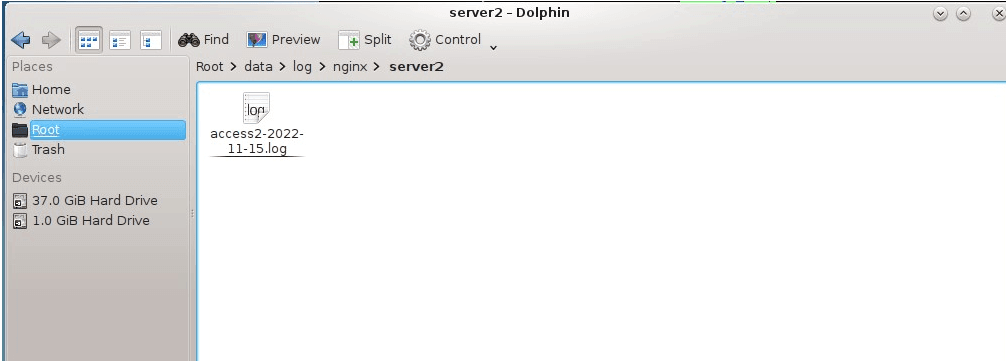 server2 – Dolphin
Find Preview Split Control
Places
Root > data > log > nginx > server2
Home
Network
Root
Trash
Devices
37.0 GiB Hard Drive
1.0 GiB Hard Drive
log
access2-2022-
11-15.log